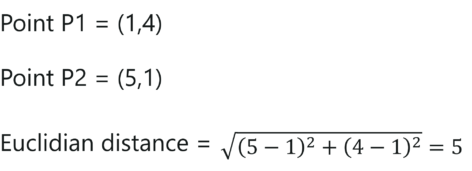 Point P1 = (1,4)
Point P2 = (5,1)
Euclidian distance = √(5 − 1)² + (4 − 1)² = 5